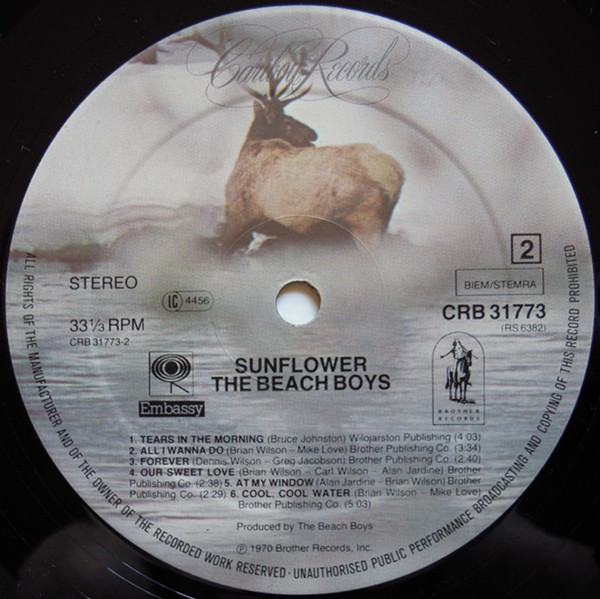 Caribou Records
2
STEREO
LC 4456
BIEM/STEMRA
33 1/3 RPM
CRB 31773-2
CRB 31773
(RS 6382)
Embassy
SUNFLOWER
THE BEACH BOYS
BROTHER
RECORDS
1. TEARS IN THE MORNING (Bruce Johnston) Wilojarston Publishing (4:03)
2. ALL I WANNA DO (Brian Wilson – Mike Love) Brother Publishing Co. (3:34)
3. FOREVER (Dennis Wilson – Greg Jacobson) Brother Publishing Co. (2:40)
4. OUR SWEET LOVE (Brian Wilson – Carl Wilson – Alan Jardine) Brother
Publishing Co. (2:38) 5. AT MY WINDOW (Alan Jardine – Brian Wilson) Brother
Publishing Co. (2:29) 6. COOL, COOL WATER (Brian Wilson – Mike Love)
Brother Publishing Co. (5:03)
Produced by The Beach Boys
℗ 1970 Brother Records, Inc.
ALL RIGHTS OF THE MANUFACTURER AND OF THE OWNER OF THE RECORDED WORK RESERVED · UNAUTHORISED PUBLIC PERFORMANCE BROADCASTING AND COPYING OF THIS RECORD PROHIBITED